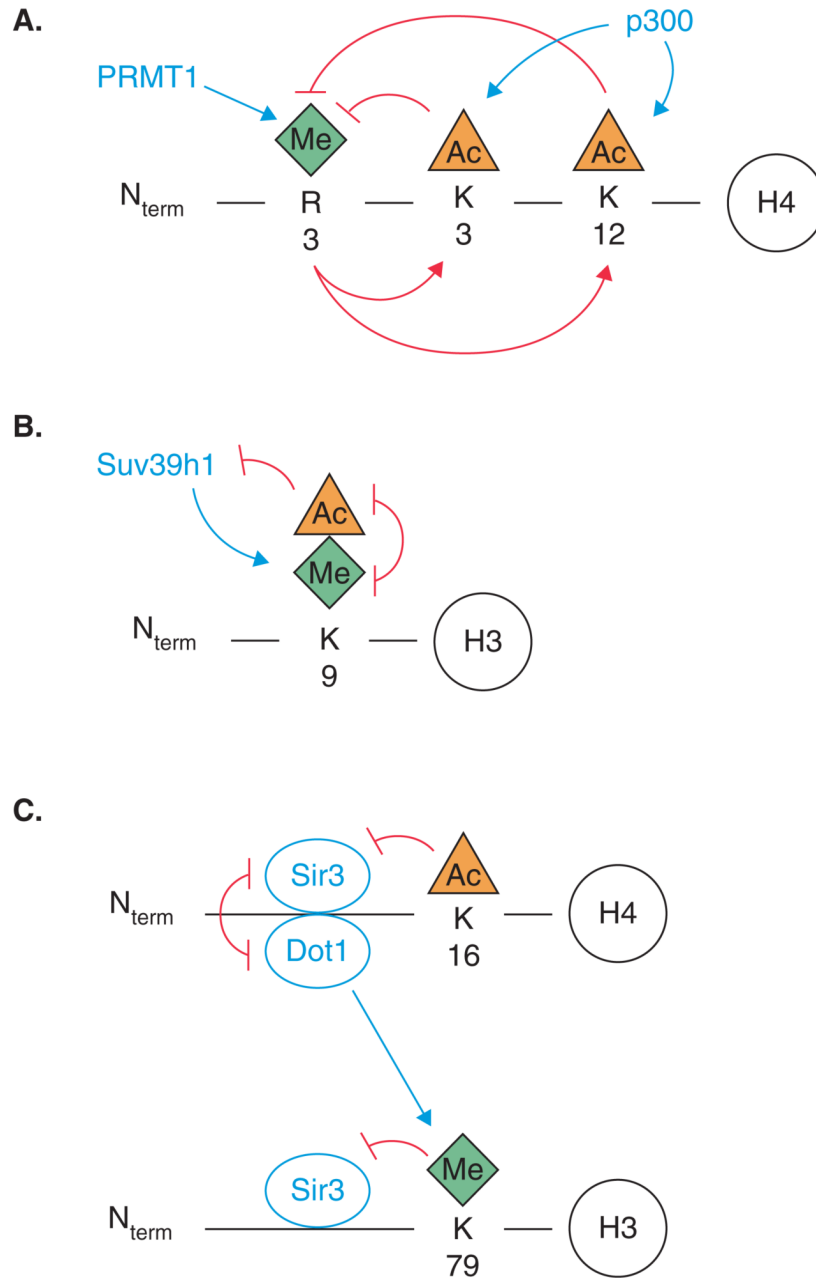 A.
p300
PRMT1
Me
Ac
Ac
Nterm
R
K
K
H4
3
3
12
B.
Suv39h1
Ac
Me
Nterm
K
H3
9
C.
Sir3
Ac
Nterm
K
H4
Dot1
16
Sir3
Me
Nterm
K
H3
79